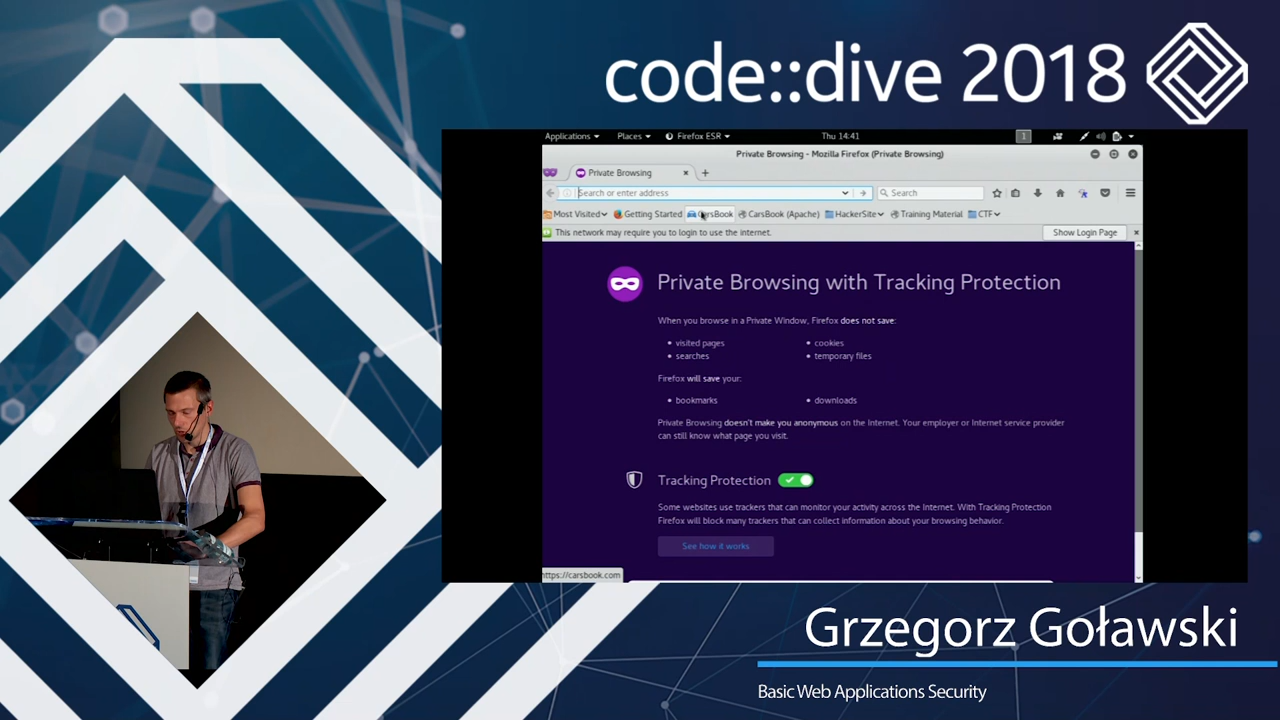 code::dive 2018
Applications Places Firefox ESR Thu 14:41 1
Private Browsing - Mozilla Firefox (Private Browsing)
Private Browsing
Search or enter address Search
Most Visited Getting Started CarsBook CarsBook (Apache) HackerSite Training Material CTF
This network may require you to login to use the internet. Show Login Page
Private Browsing with Tracking Protection
When you browse in a Private Window, Firefox does not save:
• visited pages • cookies
• searches • temporary files
Firefox will save your:
• bookmarks • downloads
Private Browsing doesn't make you anonymous on the Internet. Your employer or Internet service provider
can still know what page you visit.
Tracking Protection
Some websites use trackers that can monitor your activity across the Internet. With Tracking Protection
Firefox will block many trackers that can collect information about your browsing behavior.
See how it works
https://carsbook.com
Grzegorz Goławski
Basic Web Applications Security